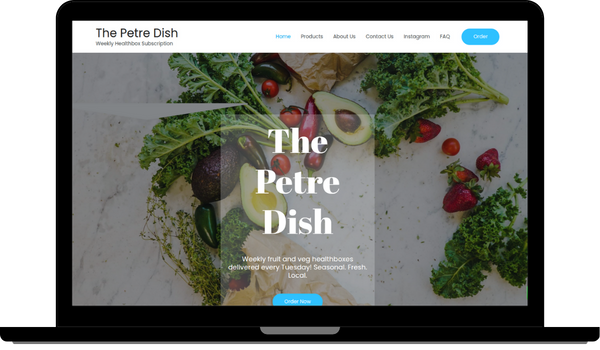 The Petre Dish
Weekly Healthbox Subscription
Home Products About Us Contact Us Instagram FAQ Order
The
Petre
Dish
Weekly fruit and veg healthboxes
delivered every Tuesday! Seasonal. Fresh.
Local.
Order Now